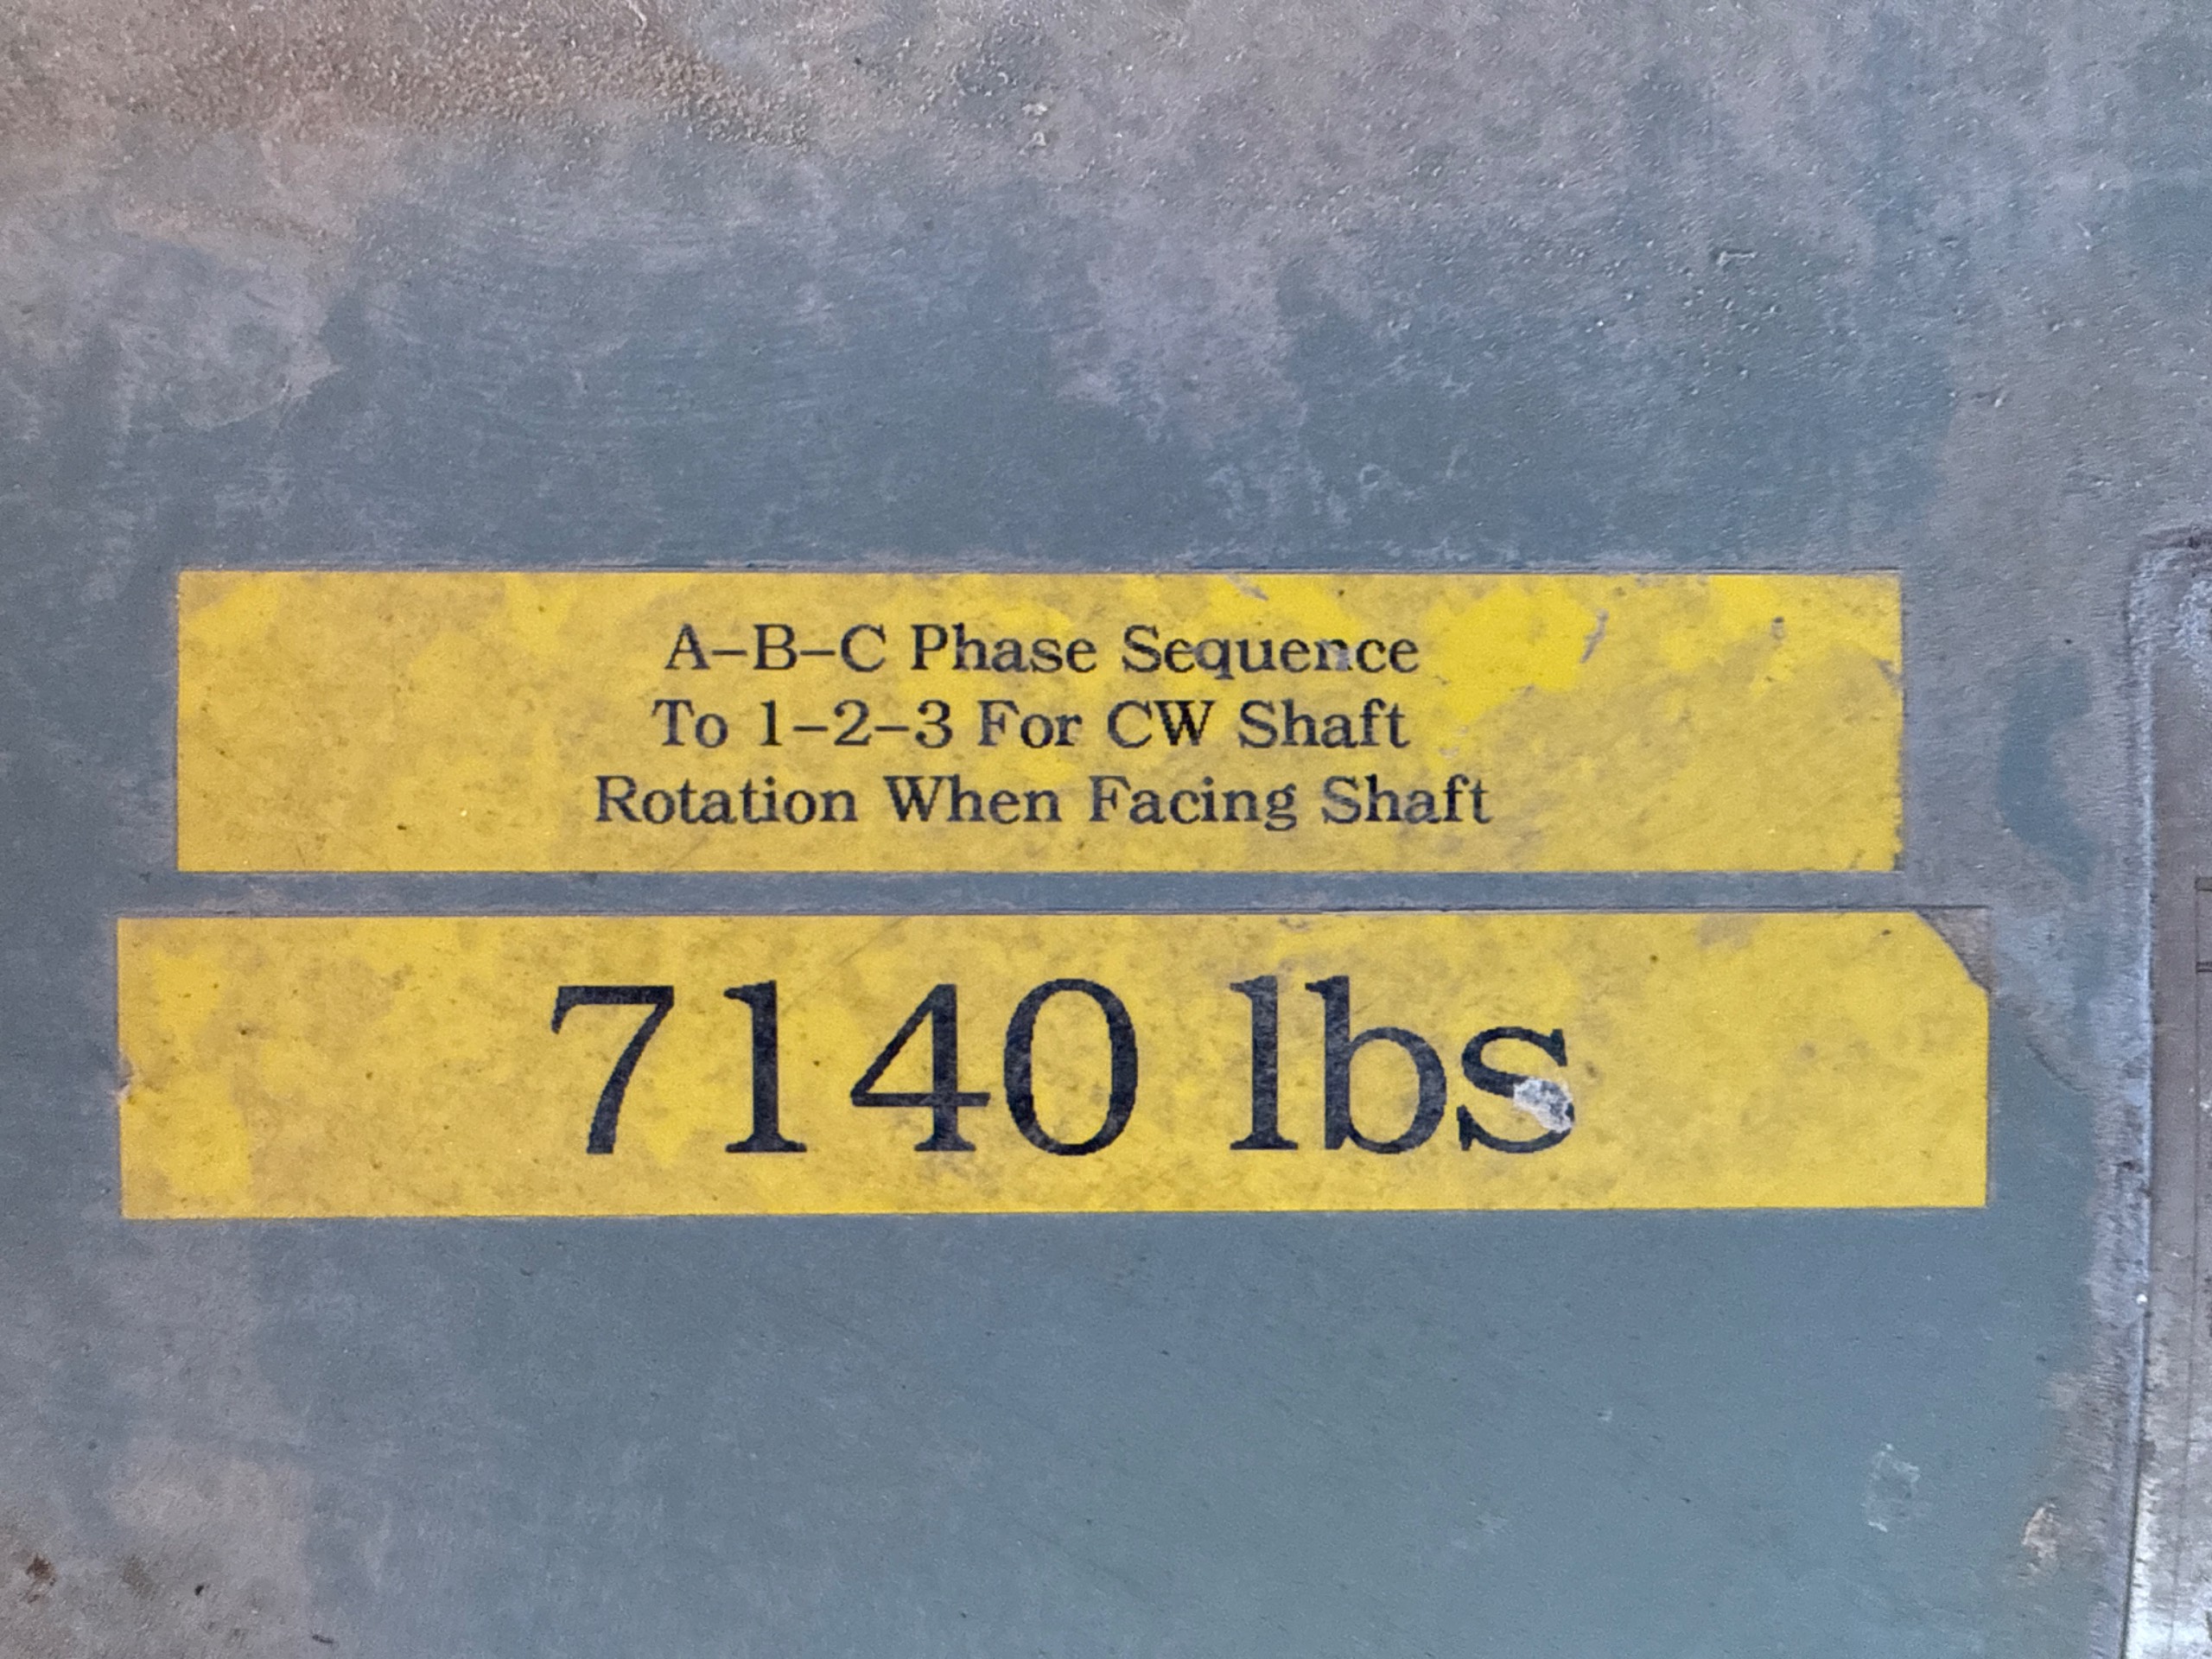 A-B-C Phase Sequence
To 1-2-3 For CW Shaft
Rotation When Facing Shaft
7140 lbs